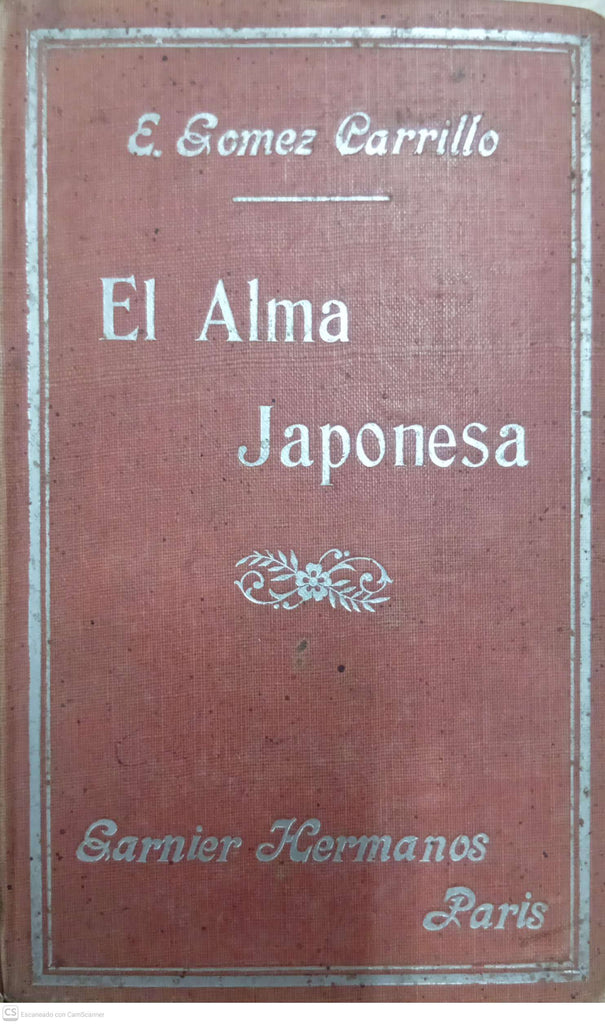 E. Gomez Carrillo
El Alma
Japonesa
Garnier Hermanos
Paris
CS Escaneado con CamScanner